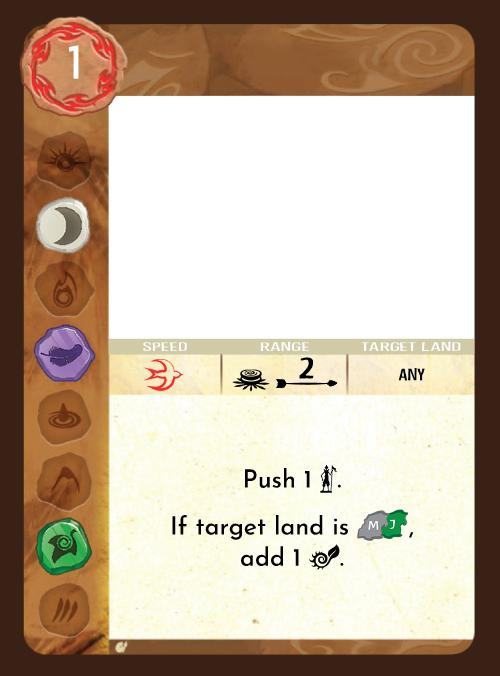 1
SPEED RANGE TARGET LAND
2 ANY
Push 1 .
If target land is M J ,
add 1 .